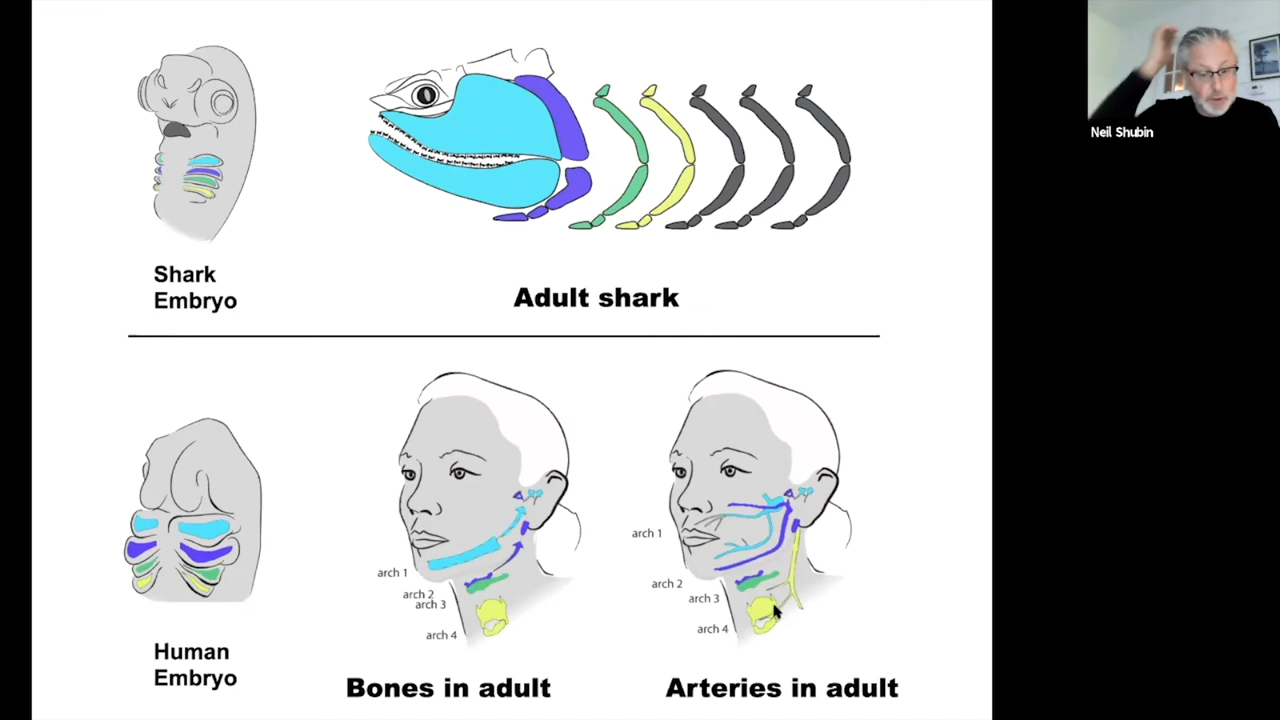 Neil Shubin
Shark
Embryo
Adult shark
arch 1
arch 2
arch 3
arch 4
arch 1
arch 2
arch 3
arch 4
Human
Embryo
Bones in adult
Arteries in adult